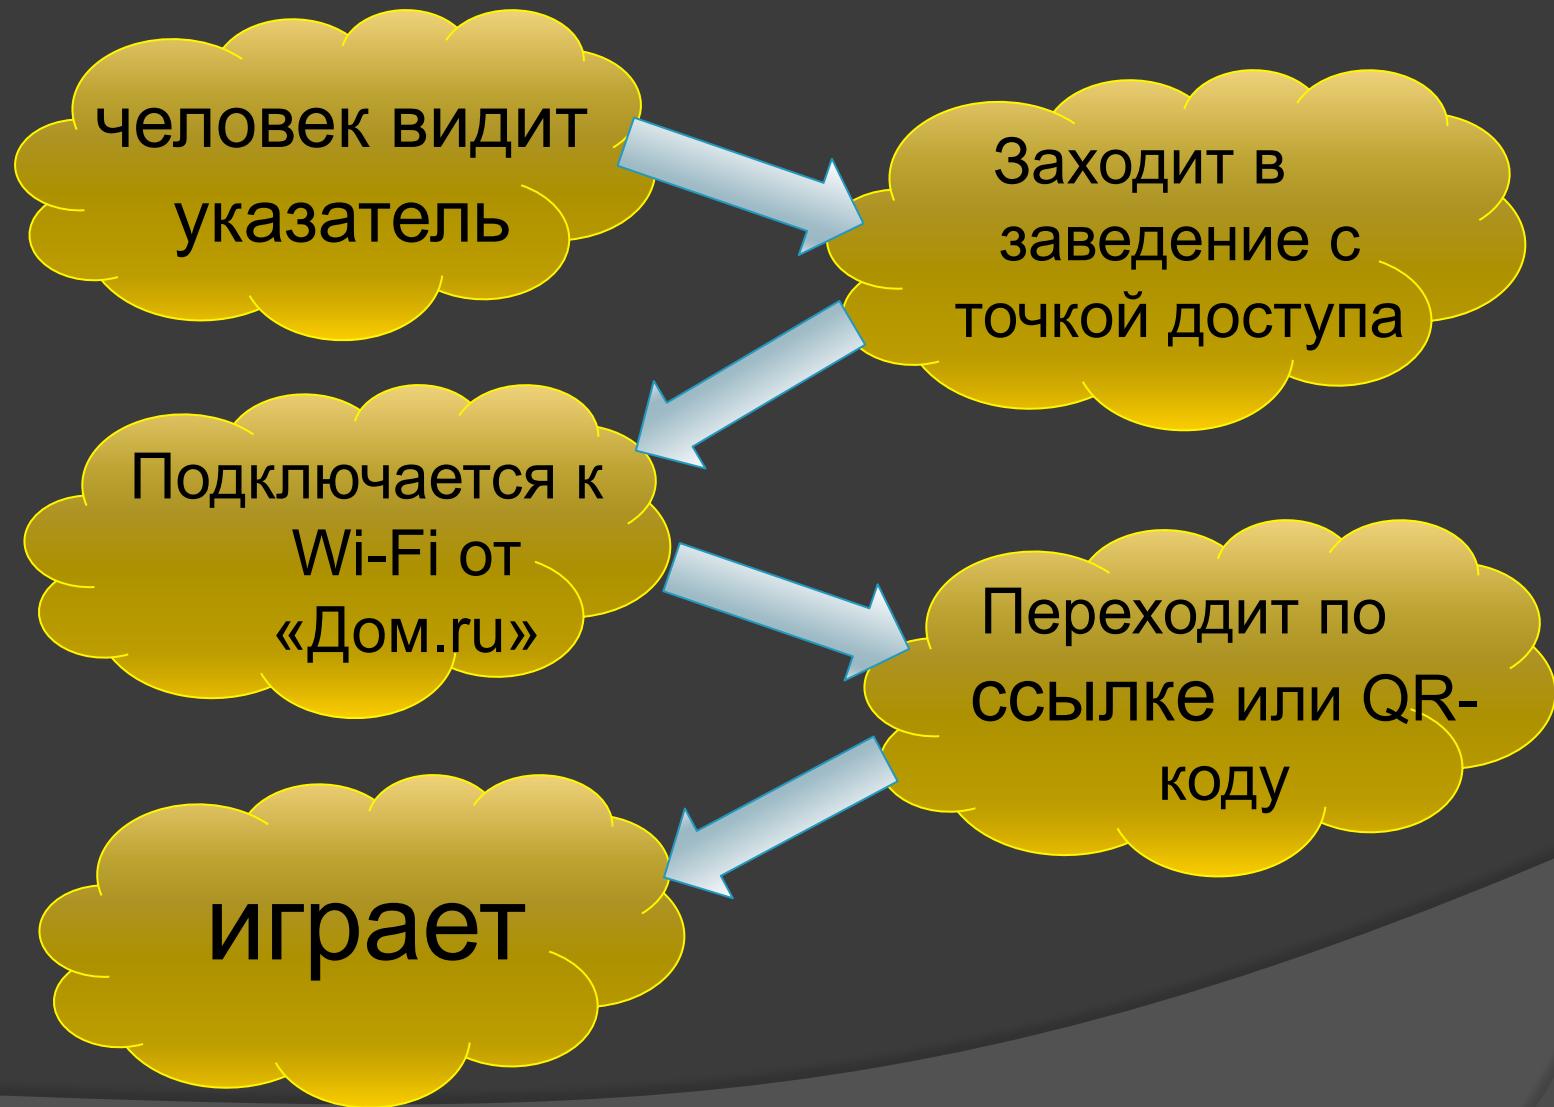 человек видит
указатель
Заходит в
заведение с
точкой доступа
Подключается к
Wi-Fi от
«Дом.ru»
Переходит по
ссылке или QR-
коду
играет